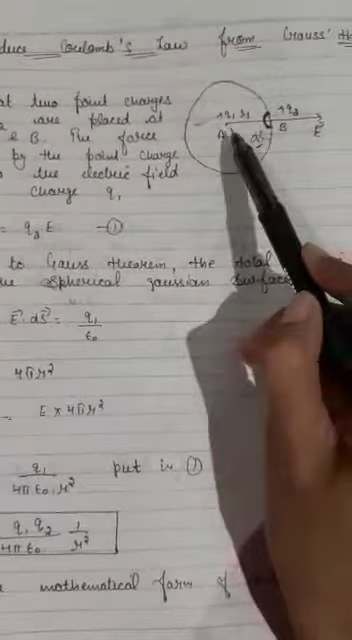 duce Coulomb's Law from Gauss' th
at two point charges
are placed at
& B. The force
by the point charge
the electric field
charge q₁
+q₁ r₁ +q₂
A dS B E
= q₂ E —①
to Gauss theorem, the total
spherical gaussian surface
E⃗·dS⃗ = q₁/ε₀
4πr²
E × 4πr²
q₁/4πε₀·r² put in ①
q₁ q₂/4πε₀ 1/r²
mathematical form of